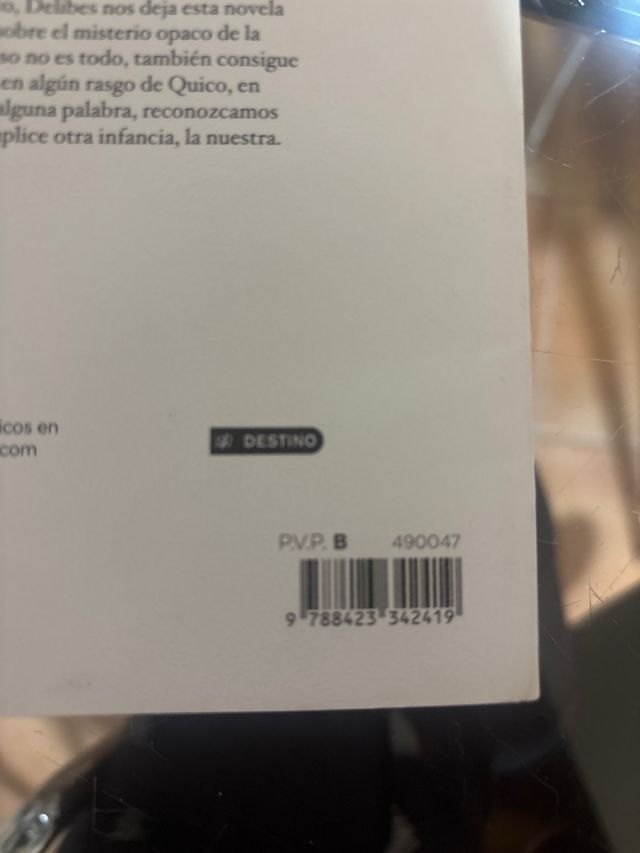 o, Delibes nos deja esta novela
sobre el misterio opaco de la
so no es todo, también consigue
en algún rasgo de Quico, en
alguna palabra, reconozcamos
plice otra infancia, la nuestra.
icos en
com
DESTINO
P.V.P. B 490047
9 788423 342419